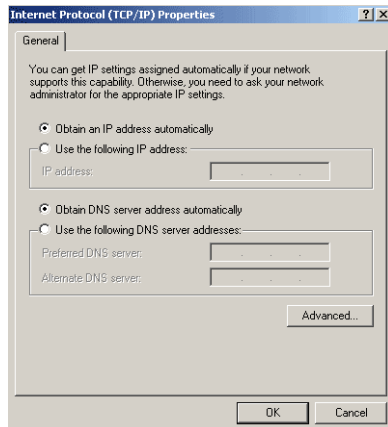 Internet Protocol (TCP/IP) Properties
General
You can get IP settings assigned automatically if your network
supports this capability. Otherwise, you need to ask your network
administrator for the appropriate IP settings.
Obtain an IP address automatically
Use the following IP address:
IP address:
Obtain DNS server address automatically
Use the following DNS server addresses:
Preferred DNS server:
Alternate DNS server:
Advanced...
OK
Cancel